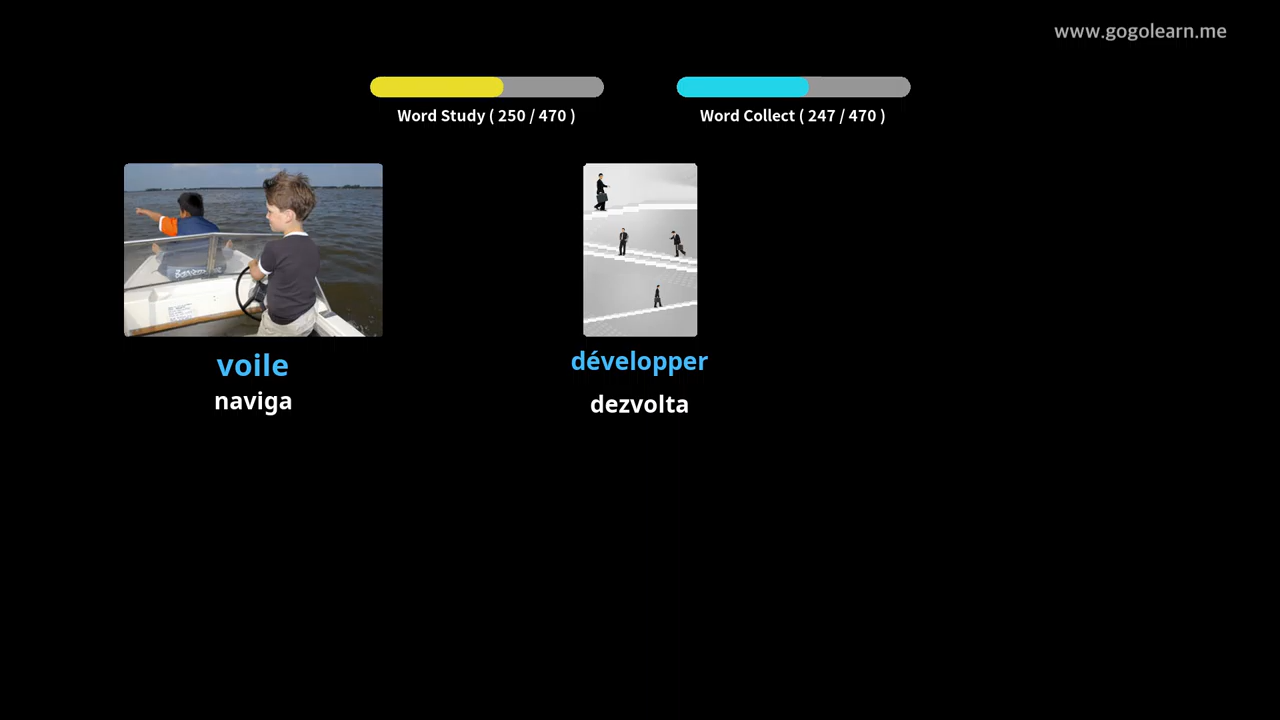 www.gogolearn.me
Word Study ( 250 / 470 )
Word Collect ( 247 / 470 )
voile
naviga
développer
dezvolta